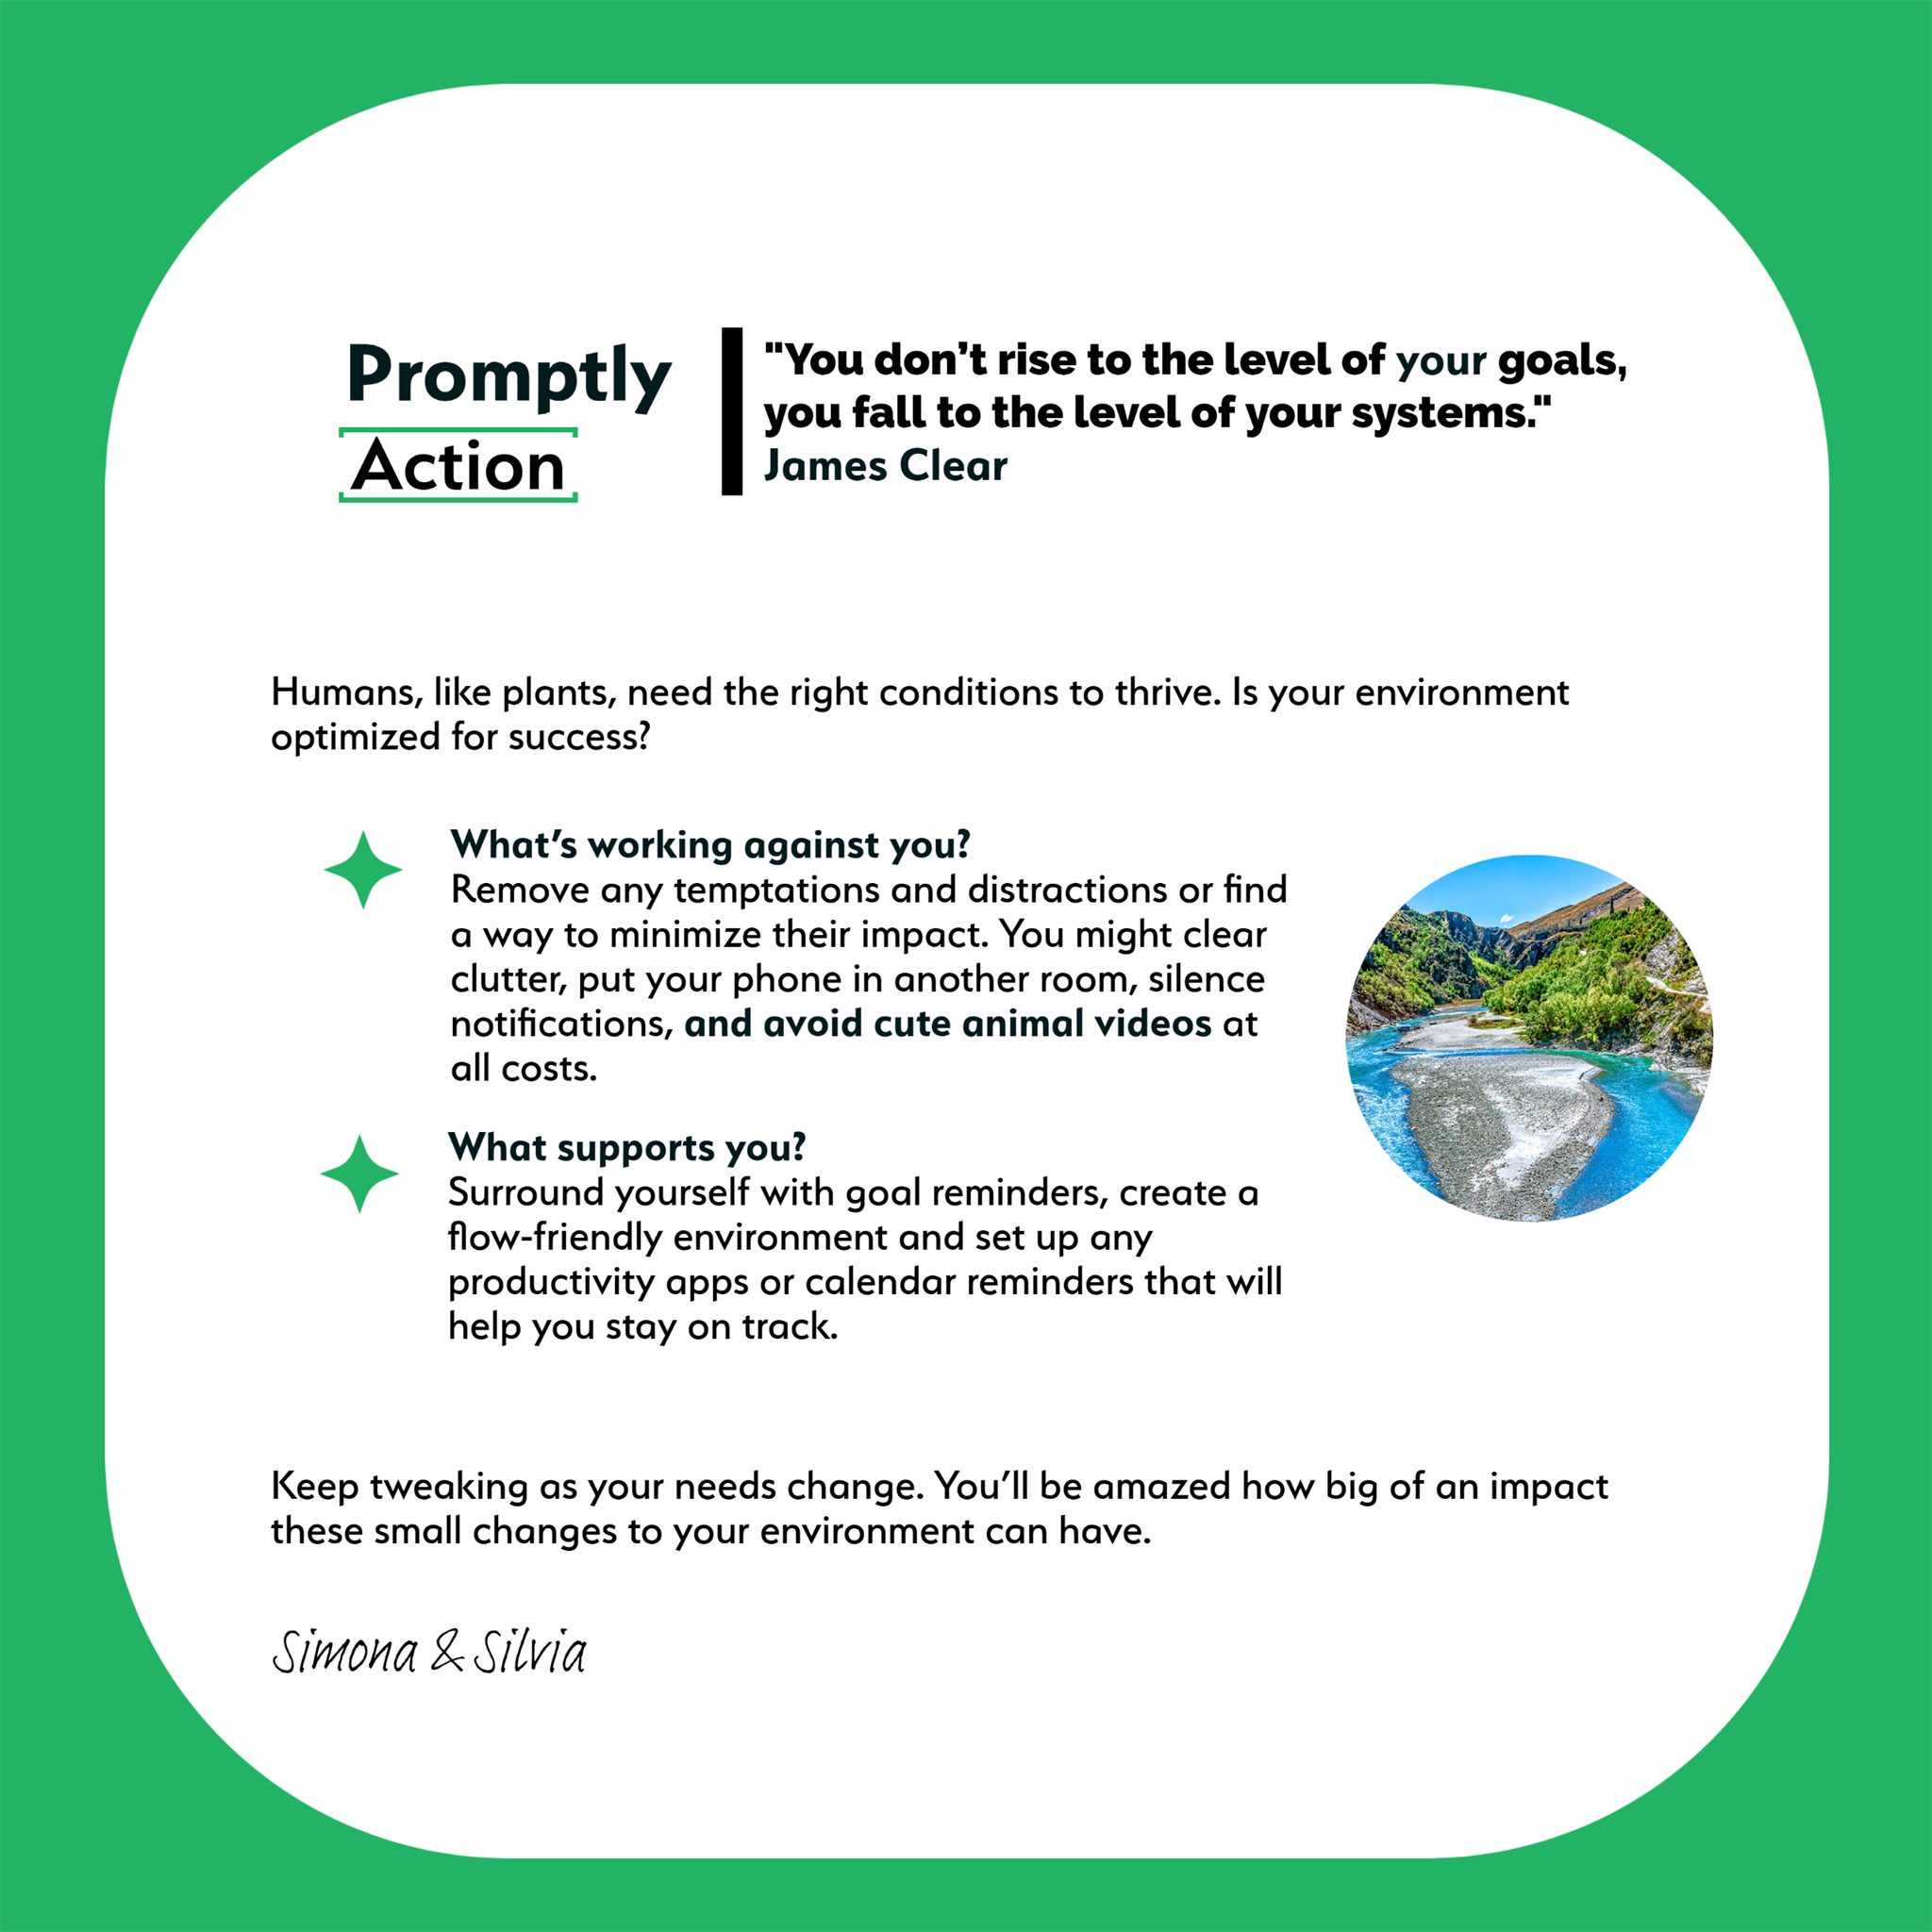 Promptly
Action
"You don’t rise to the level of your goals,
you fall to the level of your systems."
James Clear
Humans, like plants, need the right conditions to thrive. Is your environment
optimized for success?
What’s working against you?
Remove any temptations and distractions or find
a way to minimize their impact. You might clear
clutter, put your phone in another room, silence
notifications, and avoid cute animal videos at
all costs.
What supports you?
Surround yourself with goal reminders, create a
flow-friendly environment and set up any
productivity apps or calendar reminders that will
help you stay on track.
Keep tweaking as your needs change. You’ll be amazed how big of an impact
these small changes to your environment can have.
Simona & Silvia